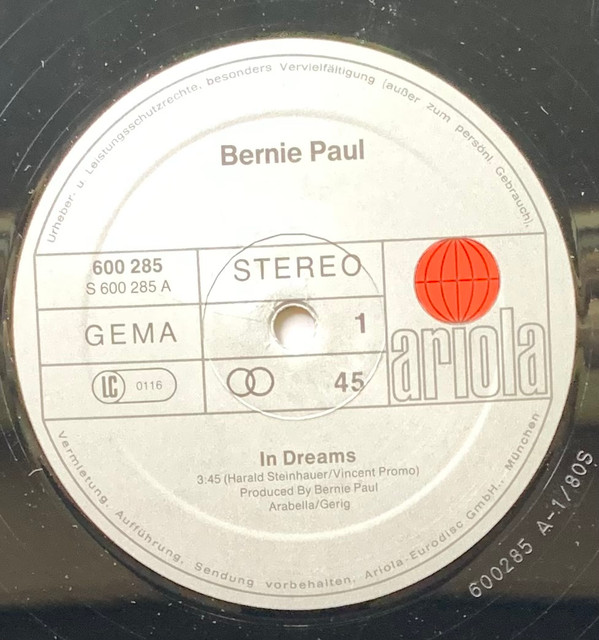 Urheber- u. Leistungsschutzrechte, besonders Vervielfältigung (außer zum persönl. Gebrauch),
Bernie Paul
600 285
S 600 285 A
STEREO
GEMA
1
LC 0116
45
ariola
In Dreams
3:45 (Harald Steinhauer/Vincent Promo)
Produced By Bernie Paul
Arabella/Gerig
Vermietung, Aufführung, Sendung vorbehalten. Ariola-Eurodisc GmbH., München
600285 A-1/80S